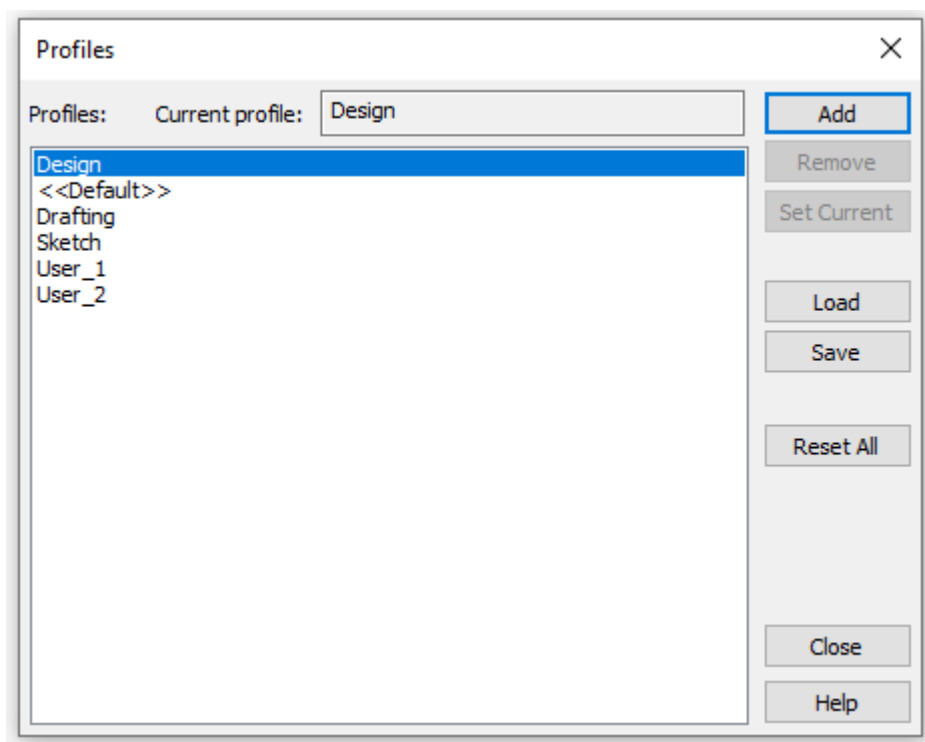 Profiles
Profiles: Current profile: Design
Add
Design
<<Default>>
Drafting
Sketch
User_1
User_2
Remove
Set Current
Load
Save
Reset All
Close
Help